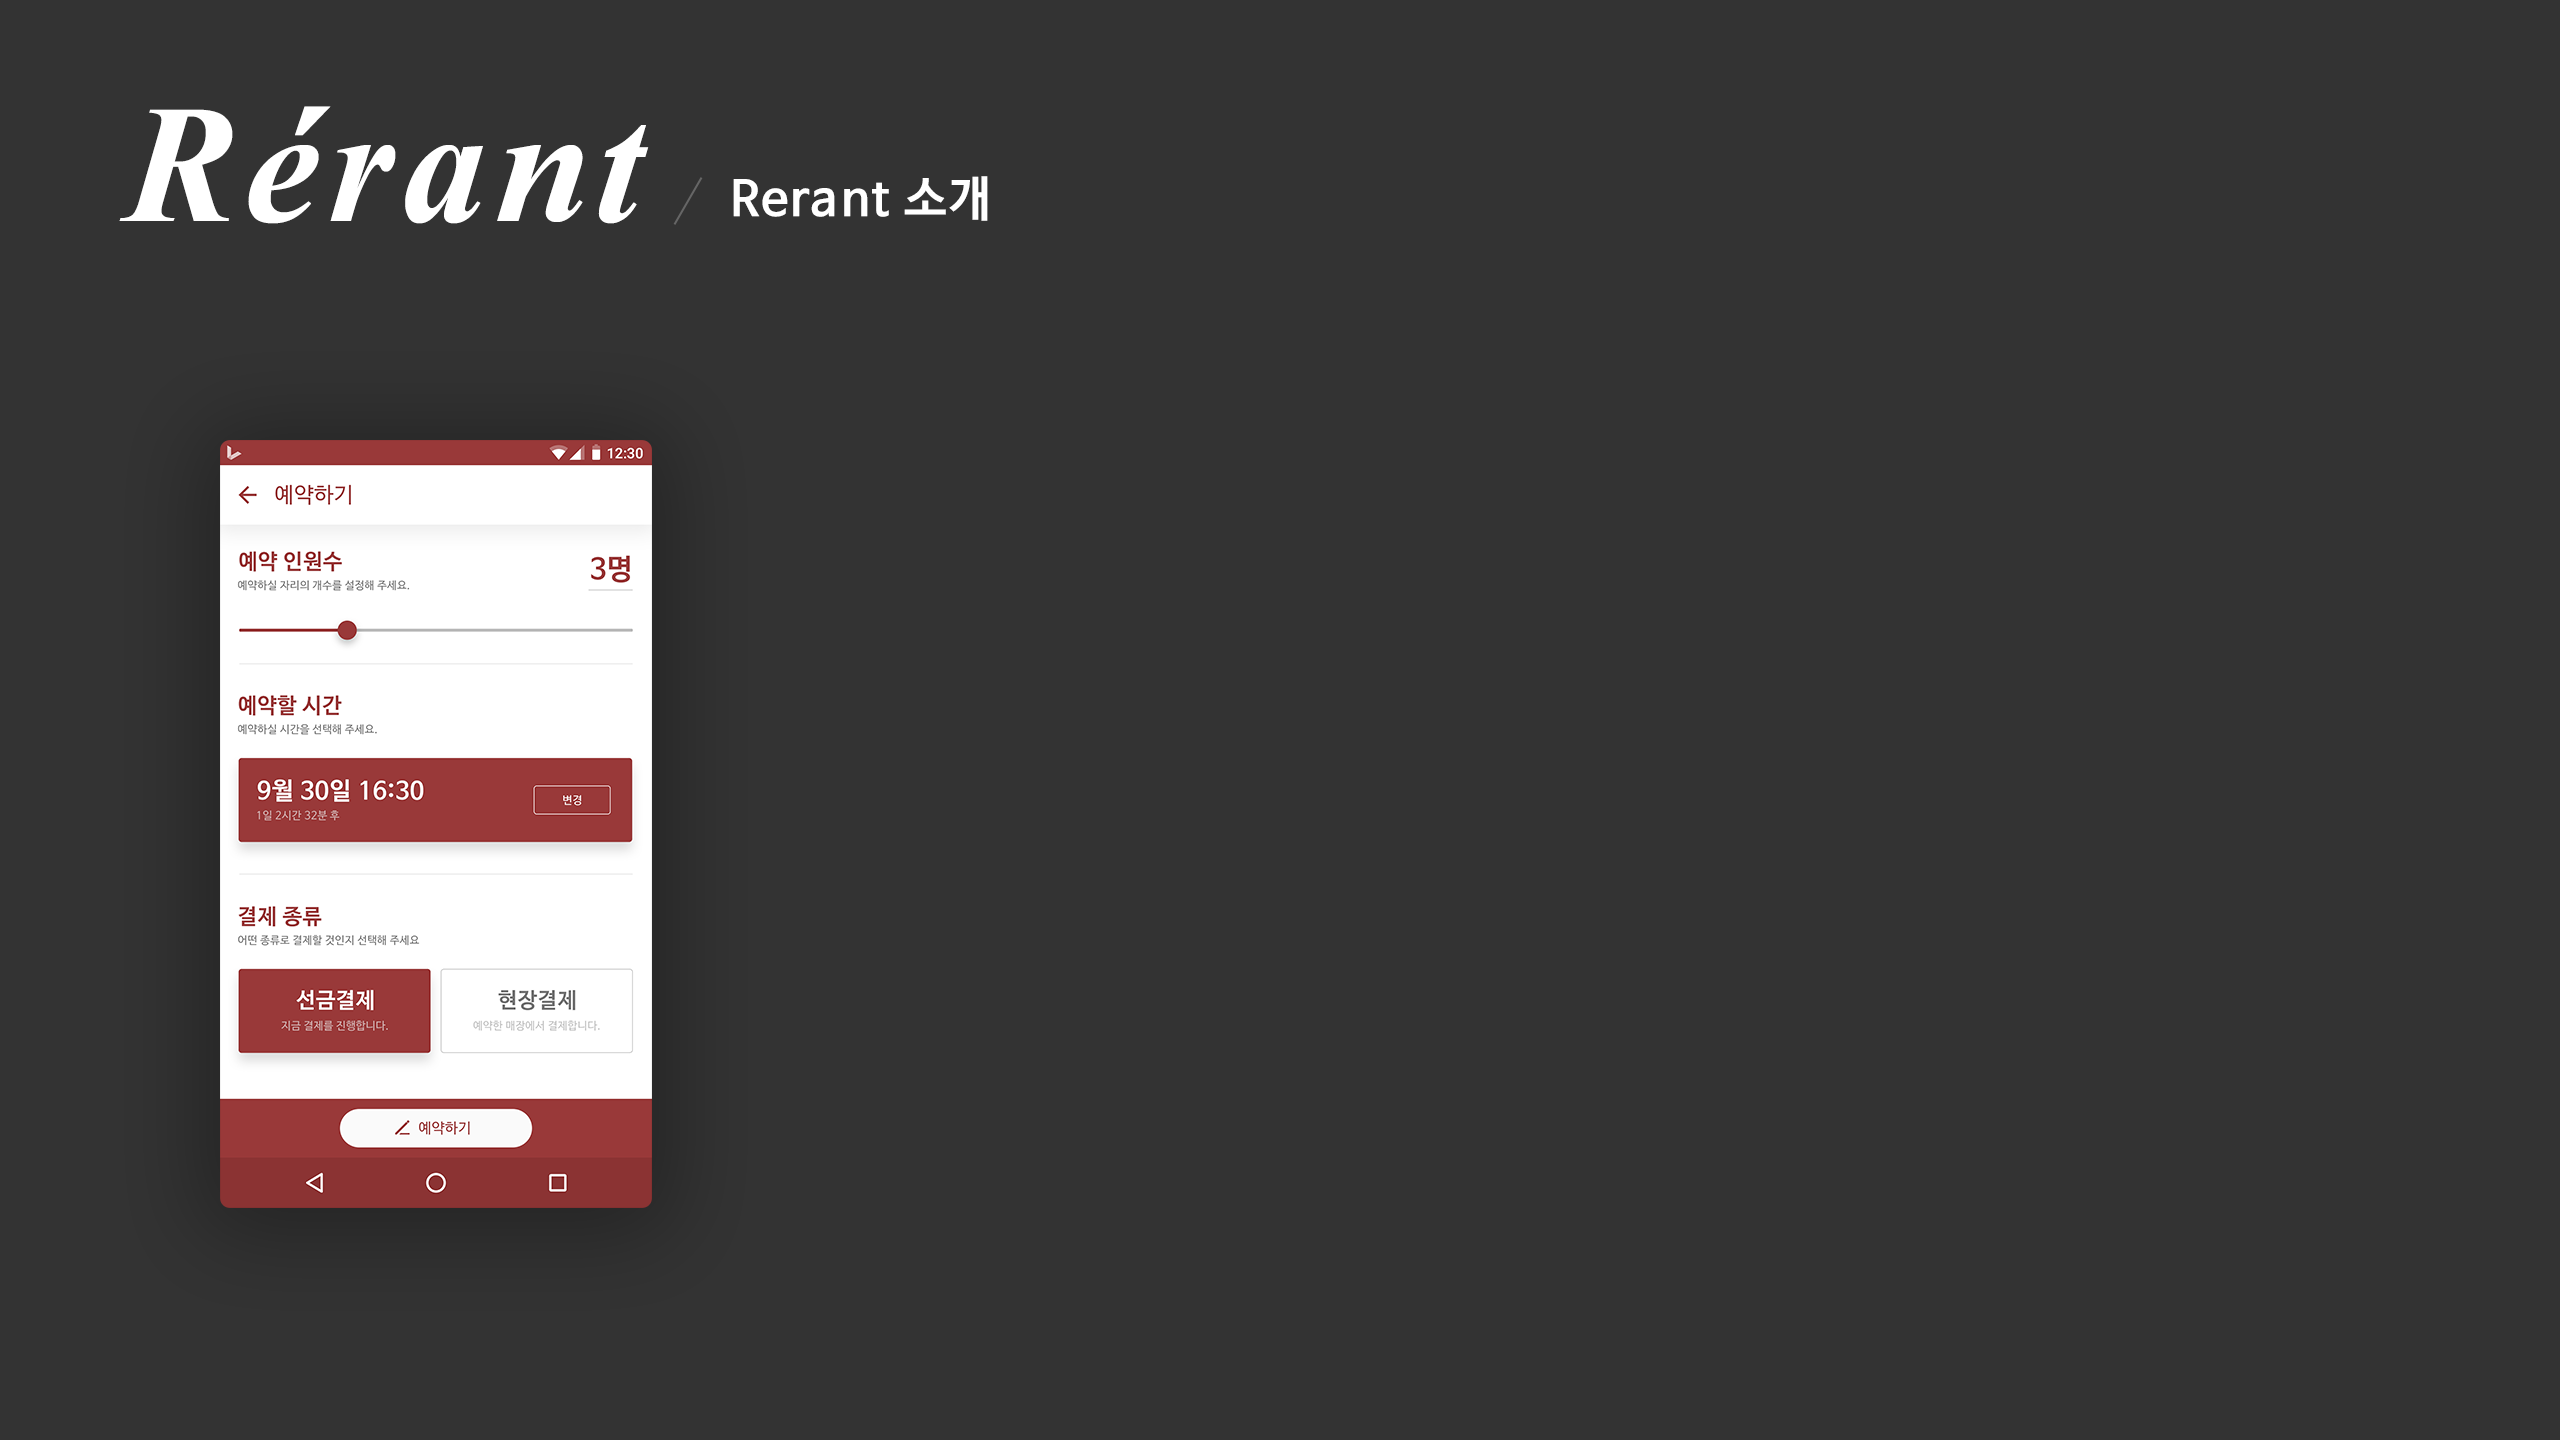 Rérant / Rerant 소개
12:30
예약하기
예약 인원수
3명
예약하실 자리의 개수를 설정해 주세요.
예약할 시간
예약하실 시간을 선택해 주세요.
9월 30일 16:30
1일 2시간 32분 후
변경
결제 종류
어떤 종류로 결제할 것인지 선택해 주세요
선금결제
지금 결제를 진행합니다.
현장결제
예약한 매장에서 결제합니다.
예약하기